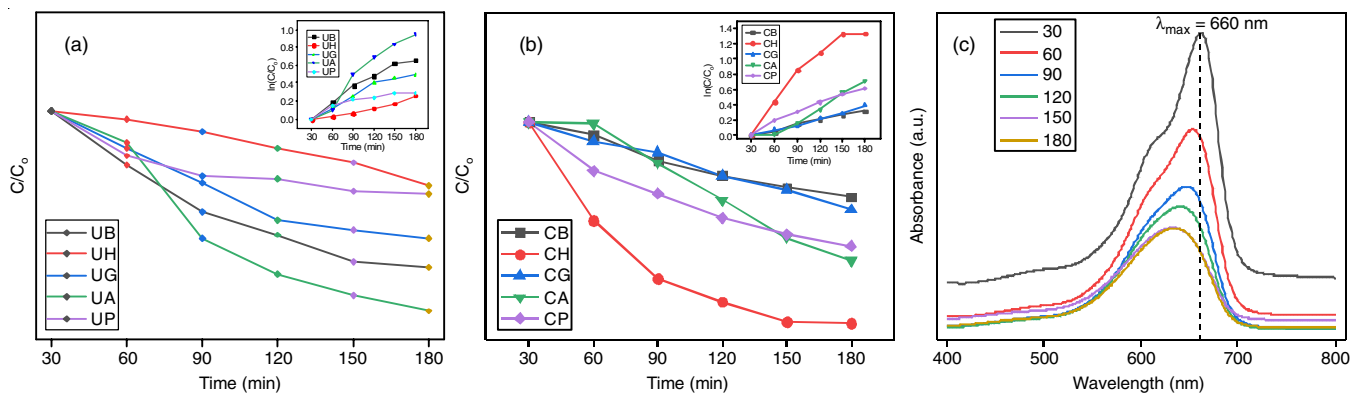 (a)
UB
UH
UG
UA
UP
ln(C/Co)
1.0
0.8
0.6
0.4
0.2
0.0
30 60 90 120 150 180
Time (min)
C/Co
UB
UH
UG
UA
UP
30 60 90 120 150 180
Time (min)
(b)
CB
CH
CG
CA
CP
ln(C/Co)
1.4
1.2
1.0
0.8
0.6
0.4
0.2
0.0
30 60 90 120 150 180
Time (min)
C/Co
CB
CH
CG
CA
CP
30 60 90 120 150 180
Time (min)
(c)
30
60
90
120
150
180
λmax = 660 nm
Absorbance (a.u.)
400 500 600 700 800
Wavelength (nm)